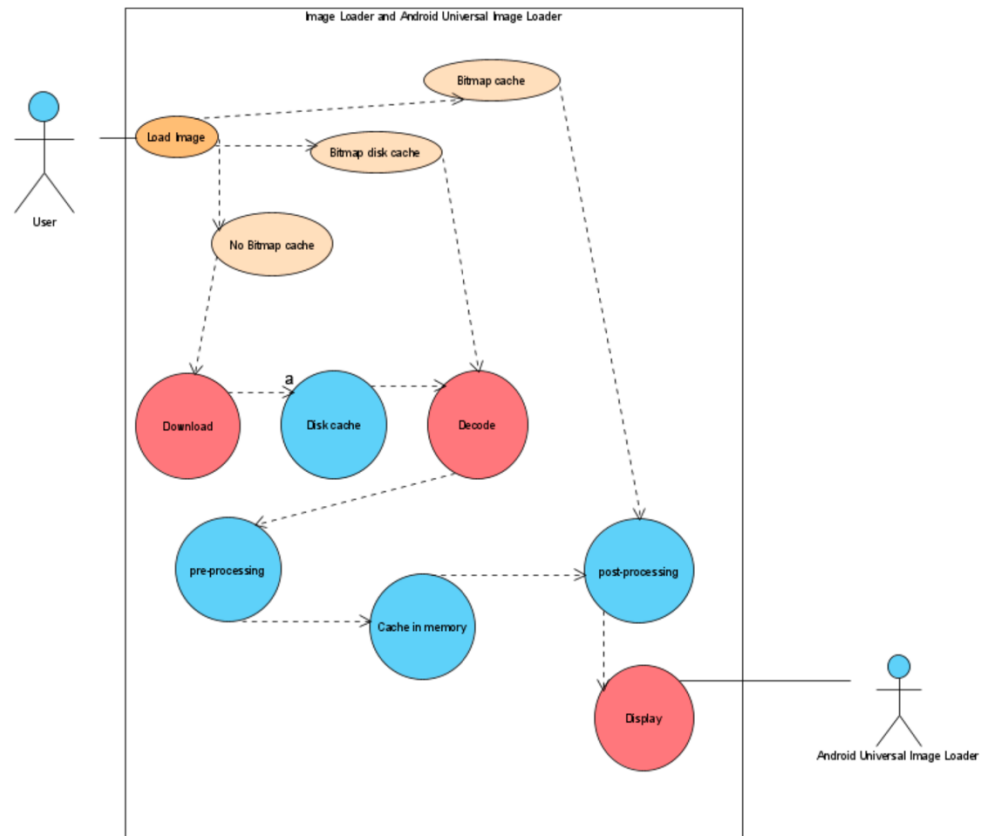 Image Loader and Android Universal Image Loader
Bitmap cache
Load Image
Bitmap disk cache
User
No Bitmap cache
a
Download
Disk cache
Decode
pre-processing
post-processing
Cache in memory
Display
Android Universal Image Loader